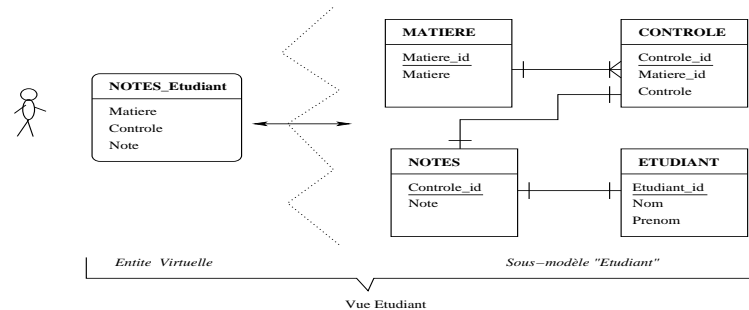 NOTES_Etudiant
Matiere
Controle
Note
MATIERE
Matiere_id
Matiere
CONTROLE
Controle_id
Matiere_id
Controle
NOTES
Controle_id
Note
ETUDIANT
Etudiant_id
Nom
Prenom
Entite Virtuelle
Sous-modèle "Etudiant"
Vue Etudiant